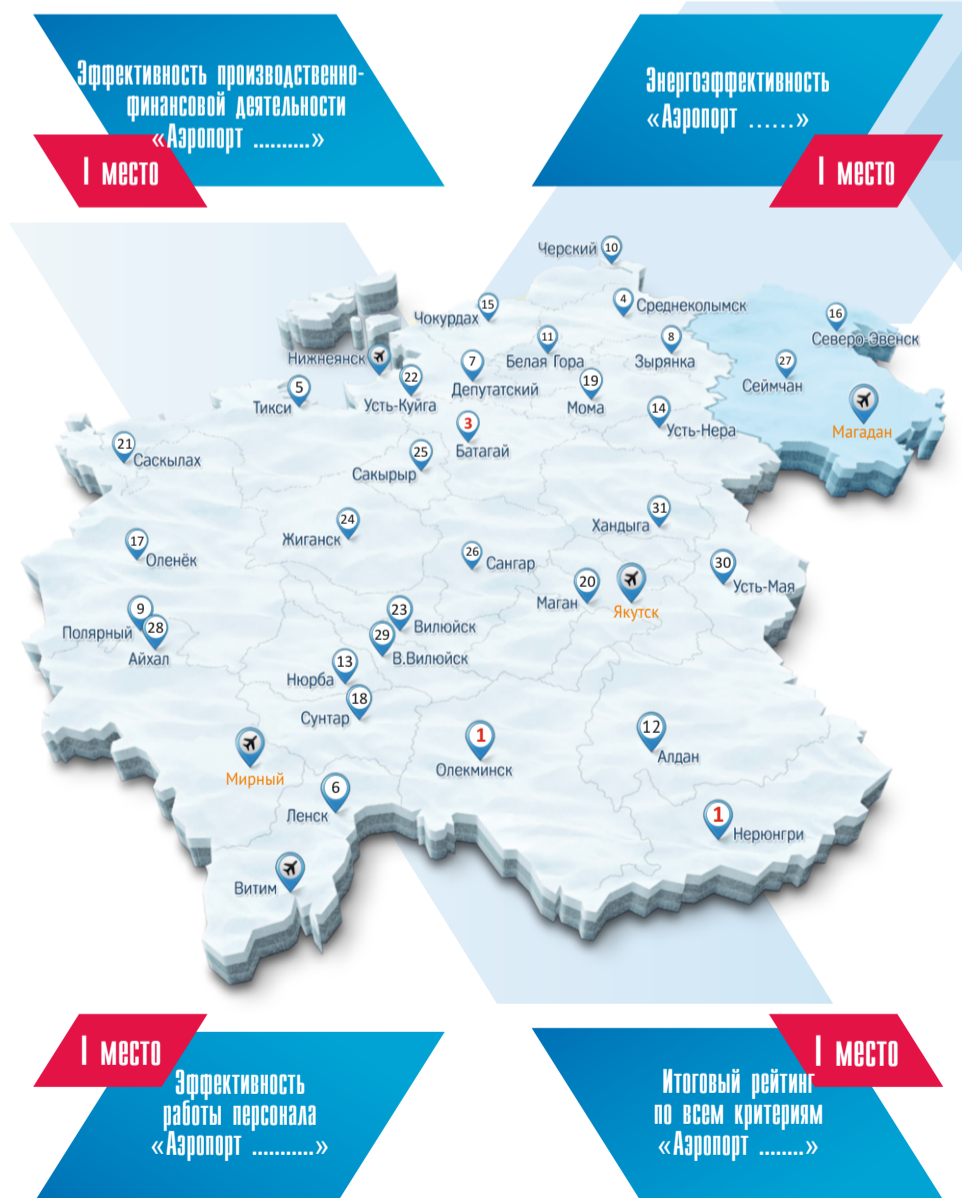 Эффективность производственно-
финансовой деятельности
«Аэропорт ..........»
I место
Энергоэффективность
«Аэропорт ......»
I место
Черский 10
4 Среднеколымск
15
Чокурдах
16
Северо-Эвенск
11
Белая Гора
8
Зырянка
Нижнеянск
7
Депутатский
27
Сеймчан
22
Усть-Куйга
5
Тикси
19
Мома
Магадан
14
Усть-Нера
3
Батагай
21
Саскылах
25
Сакырыр
24
Жиганск
31
Хандыга
17
Оленёк
26 Сангар
30
Усть-Мая
20
Маган
Якутск
9
Полярный
28
Айхал
23
Вилюйск
29
В.Вилюйск
13
Нюрба
18
Сунтар
1
Олекминск
12
Алдан
Мирный
6
Ленск
1
Нерюнгри
Витим
I место
Эффективность
работы персонала
«Аэропорт ...........»
I место
Итоговый рейтинг
по всем критериям
«Аэропорт ........»